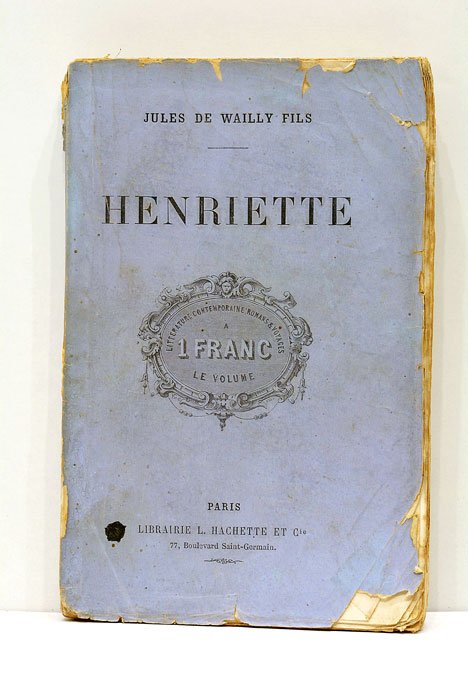 JULES DE WAILLY FILS
HENRIETTE
LITTÉRATURE CONTEMPORAINE, ROMANS & VOYAGES
A
1 FRANC
LE VOLUME
PARIS
LIBRAIRIE L. HACHETTE ET Cie
77, Boulevard Saint-Germain.